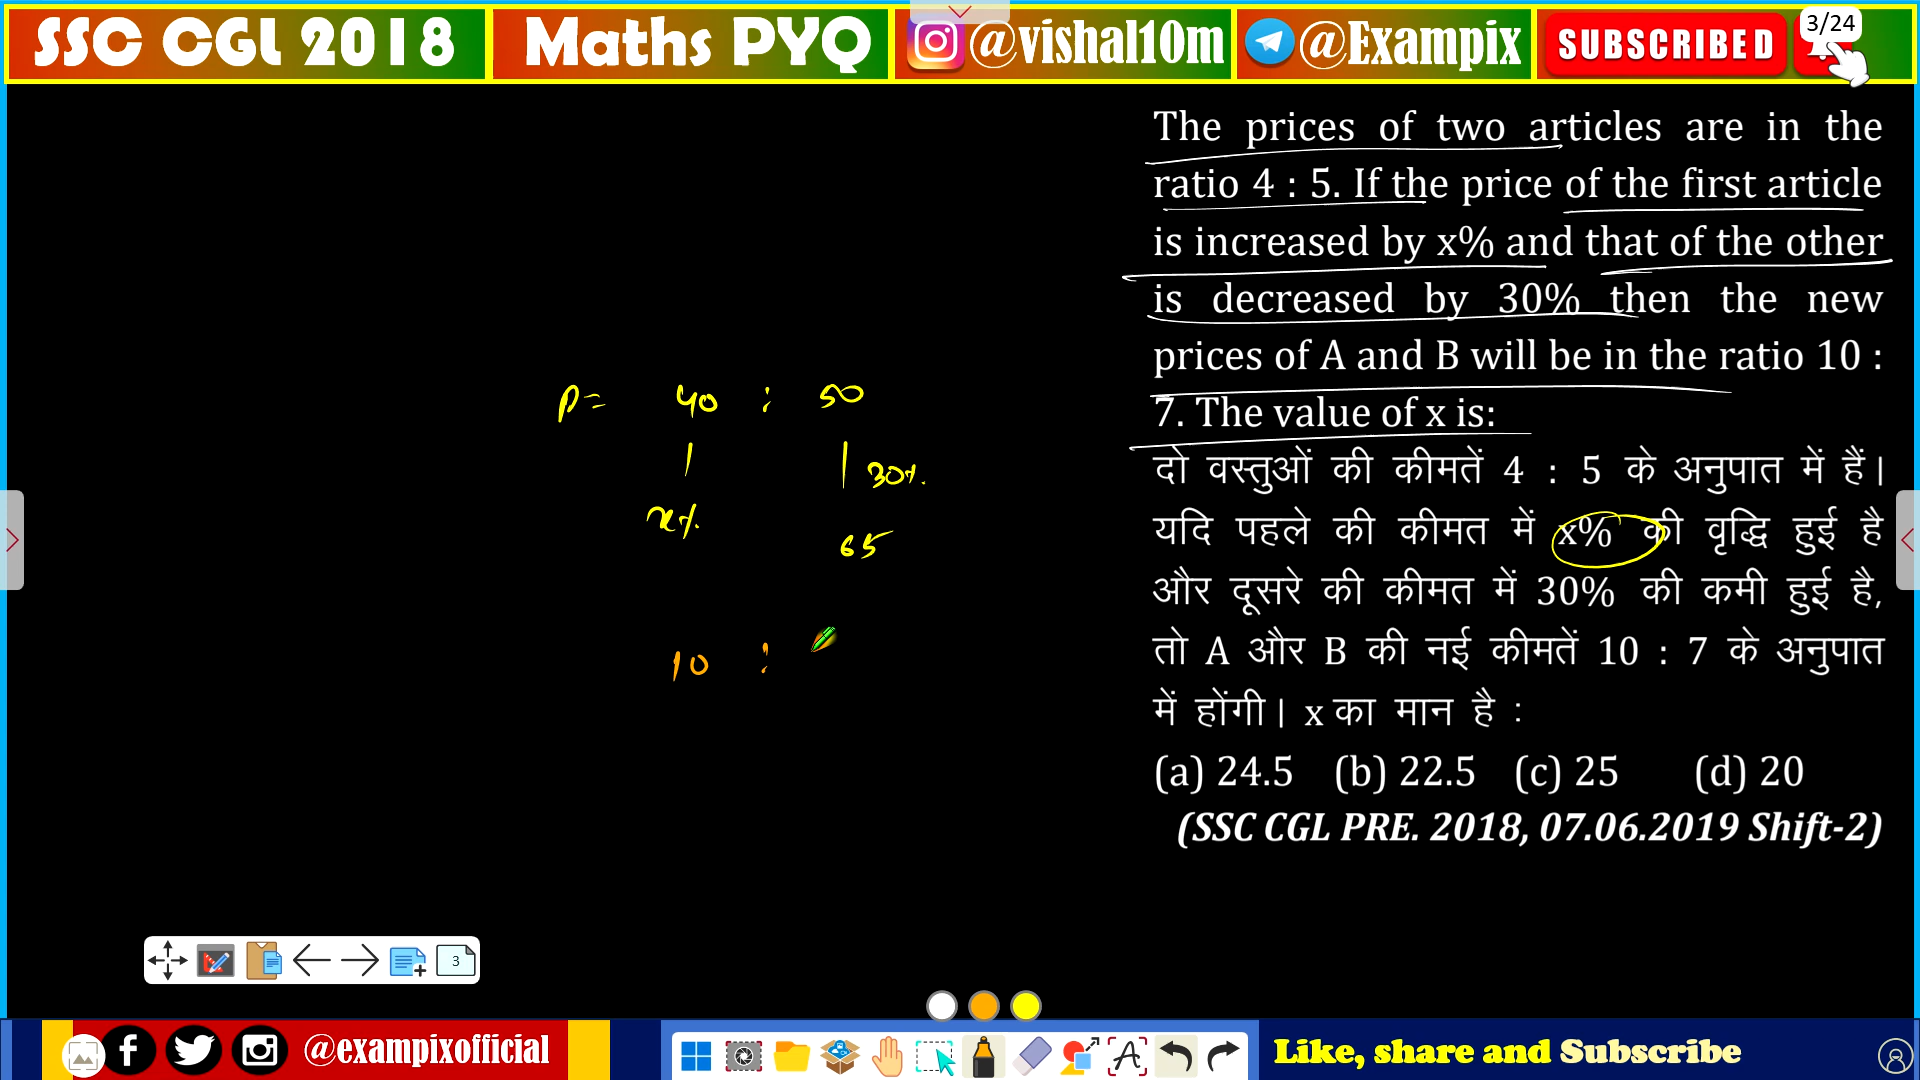 SSC CGL 2018
Maths PYQ
@vishal10m
@Exampix
SUBSCRIBED
3/24
The prices of two articles are in the
ratio 4 : 5. If the price of the first article
is increased by x% and that of the other
is decreased by 30% then the new
prices of A and B will be in the ratio 10 :
7. The value of x is:
दो वस्तुओं की कीमतें 4 : 5 के अनुपात में हैं।
यदि पहले की कीमत में x% की वृद्धि हुई है
और दूसरे की कीमत में 30% की कमी हुई है,
तो A और B की नई कीमतें 10 : 7 के अनुपात
में होंगी। x का मान है :
(a) 24.5 (b) 22.5 (c) 25 (d) 20
(SSC CGL PRE. 2018, 07.06.2019 Shift-2)
P= 40 : 50
30%.
x%.
65
10 :
3
@exampixofficial
A
Like, share and Subscribe